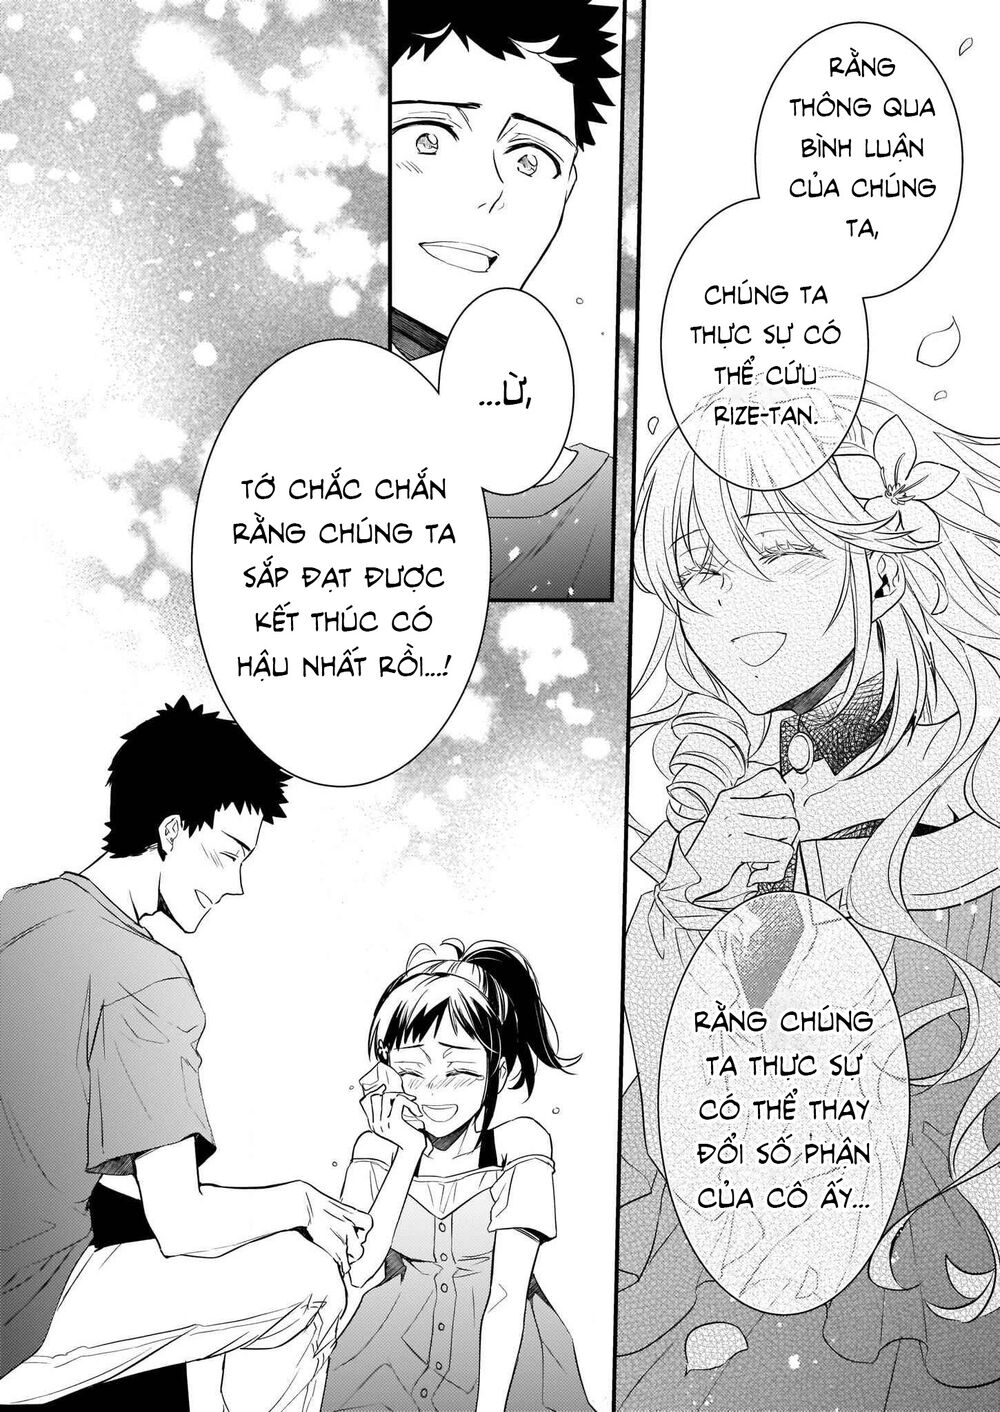 RẰNG
THÔNG QUA
BÌNH LUẬN
CỦA CHÚNG
TA,
CHÚNG TA
THỰC SỰ CÓ
THỂ CỨU
RIZE-TAN.
RẰNG CHÚNG
TA THỰC SỰ
CÓ THỂ THAY
ĐỔI SỐ PHẬN
CỦA CÔ ẤY...
...Ừ,
TỚ CHẮC CHẮN
RẰNG CHÚNG TA
SẮP ĐẠT ĐƯỢC
KẾT THÚC CÓ
HẬU NHẤT RỒI...!